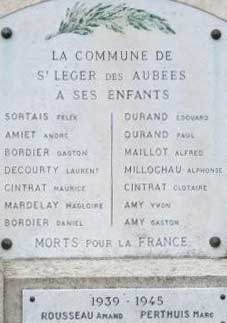 LA COMMUNE DE
St LEGER DES AUBEES
A SES ENFANTS
SORTAIS FELIX DURAND EDOUARD
AMIET ANDRE DURAND PAUL
BORDIER GASTON MAILLOT ALFRED
DECOURTY LAURENT MILLOCHAU ALPHONSE
CINTRAT MAURICE CINTRAT CLOTAIRE
MARDELAY MAGLOIRE AMY YVON
BORDIER DANIEL AMY GASTON
MORTS POUR LA FRANCE
1939 - 1945
ROUSSEAU AMAND PERTHUIS MARC